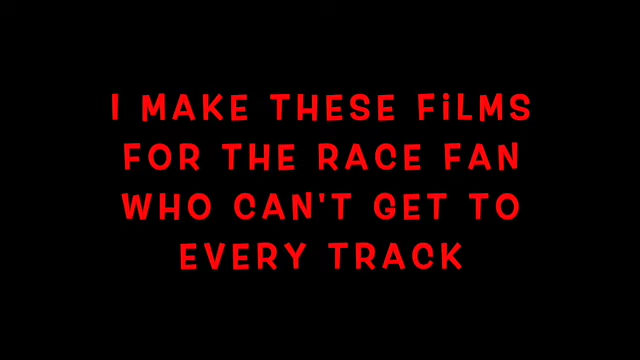 I MAKE THESE FiLMS
FOR THE RACE FAN
WHO CAN'T GET TO
EVERY TRACK